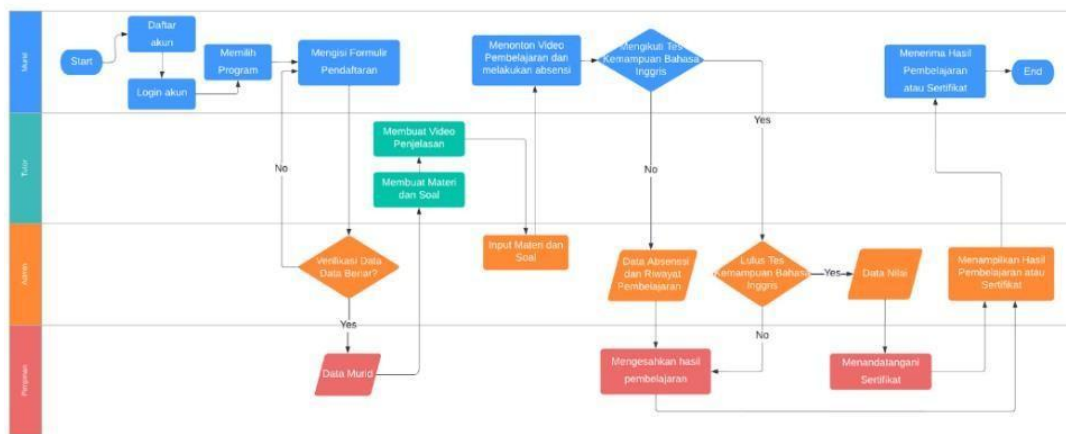 Murid
Start
Daftar
akun
Login akun
Memilih
Program
Mengisi Formulir
Pendaftaran
Menonton Video
Pembelajaran dan
melakukan absensi
Mengikuti Tes
Kemampuan Bahasa
Inggris
Menerima Hasil
Pembelajaran
atau Sertifikat
End
Tutor
No
Membuat Video
Penjelasan
Membuat Materi
dan Soal
No
Yes
Admin
Verifikasi Data
Data Benar?
Input Materi dan
Soal
Data Absenssi
dan Riwayat
Pembelajaran
Lulus Tes
Kemampuan Bahasa
Inggris
Yes
Data Nilai
Menampilkan Hasil
Pembelajaran atau
Sertifikat
Pimpinan
Yes
Data Murid
No
Mengesahkan hasil
pembelajaran
Menandatangani
Sertifikat